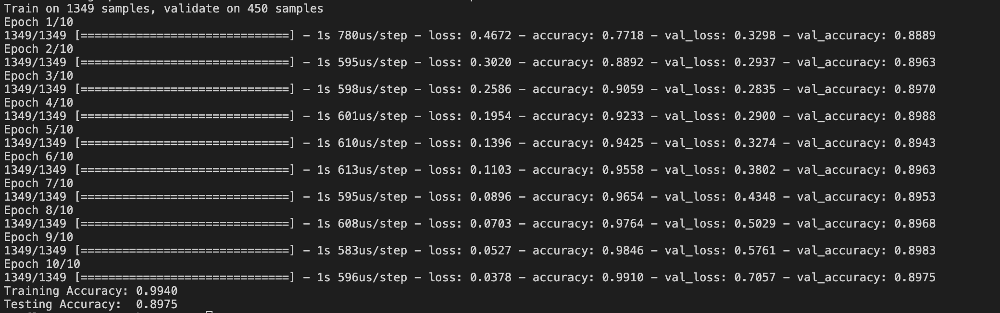 Train on 1349 samples, validate on 450 samples
Epoch 1/10
1349/1349 [==============================] - 1s 780us/step - loss: 0.4672 - accuracy: 0.7718 - val_loss: 0.3298 - val_accuracy: 0.8889
Epoch 2/10
1349/1349 [==============================] - 1s 595us/step - loss: 0.3020 - accuracy: 0.8892 - val_loss: 0.2937 - val_accuracy: 0.8963
Epoch 3/10
1349/1349 [==============================] - 1s 598us/step - loss: 0.2586 - accuracy: 0.9059 - val_loss: 0.2835 - val_accuracy: 0.8970
Epoch 4/10
1349/1349 [==============================] - 1s 601us/step - loss: 0.1954 - accuracy: 0.9233 - val_loss: 0.2900 - val_accuracy: 0.8988
Epoch 5/10
1349/1349 [==============================] - 1s 610us/step - loss: 0.1396 - accuracy: 0.9425 - val_loss: 0.3274 - val_accuracy: 0.8943
Epoch 6/10
1349/1349 [==============================] - 1s 613us/step - loss: 0.1103 - accuracy: 0.9558 - val_loss: 0.3802 - val_accuracy: 0.8963
Epoch 7/10
1349/1349 [==============================] - 1s 595us/step - loss: 0.0896 - accuracy: 0.9654 - val_loss: 0.4348 - val_accuracy: 0.8953
Epoch 8/10
1349/1349 [==============================] - 1s 608us/step - loss: 0.0703 - accuracy: 0.9764 - val_loss: 0.5029 - val_accuracy: 0.8968
Epoch 9/10
1349/1349 [==============================] - 1s 583us/step - loss: 0.0527 - accuracy: 0.9846 - val_loss: 0.5761 - val_accuracy: 0.8983
Epoch 10/10
1349/1349 [==============================] - 1s 596us/step - loss: 0.0378 - accuracy: 0.9910 - val_loss: 0.7057 - val_accuracy: 0.8975
Training Accuracy: 0.9940
Testing Accuracy:  0.8975